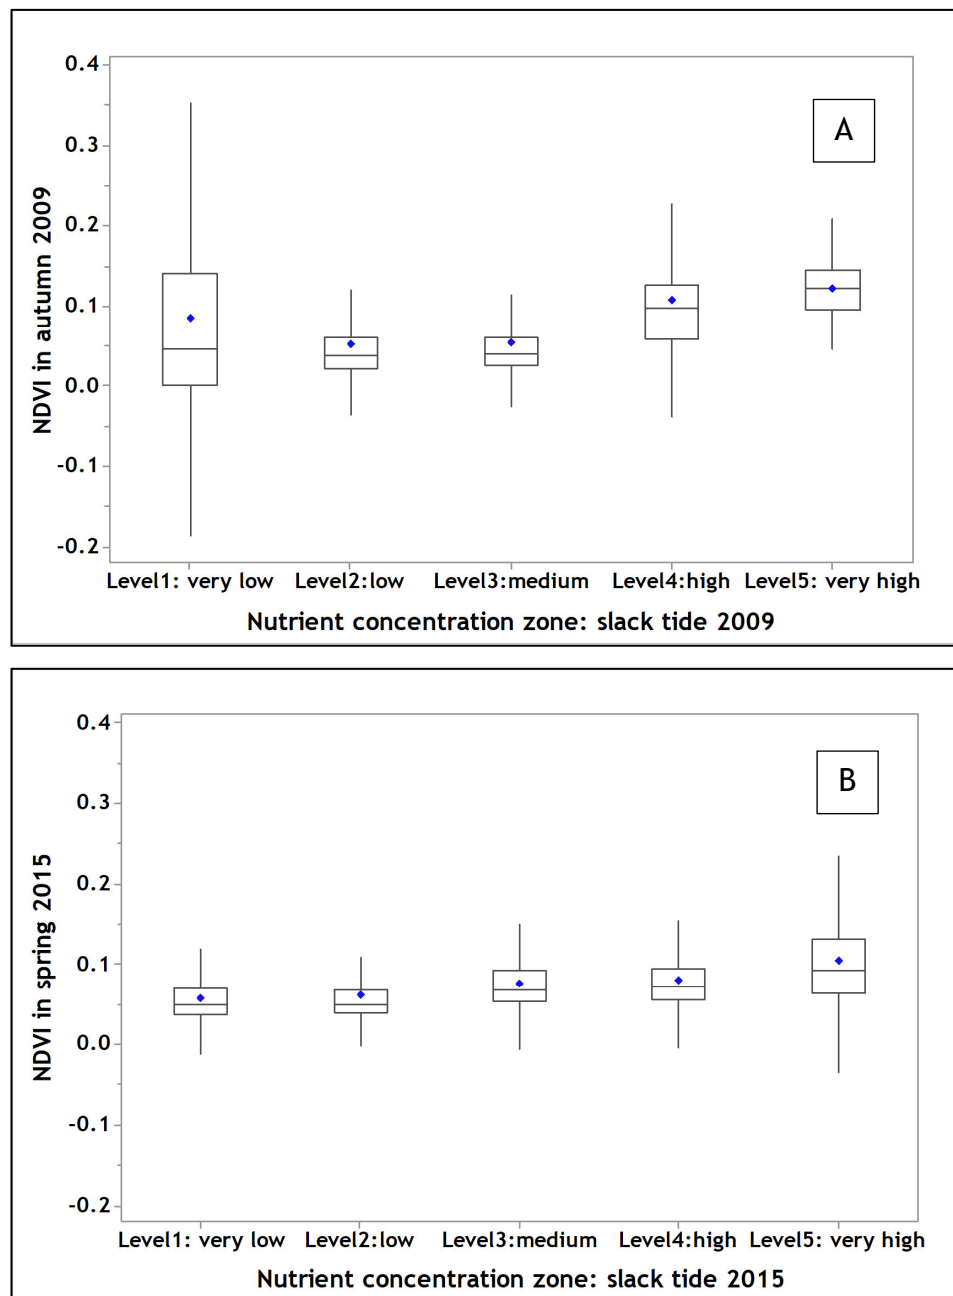 A
NDVI in autumn 2009
0.4
0.3
0.2
0.1
0.0
-0.1
-0.2
Level1: very low Level2:low Level3:medium Level4:high Level5: very high
Nutrient concentration zone: slack tide 2009
B
NDVI in spring 2015
0.4
0.3
0.2
0.1
0.0
-0.1
-0.2
Level1: very low Level2:low Level3:medium Level4:high Level5: very high
Nutrient concentration zone: slack tide 2015